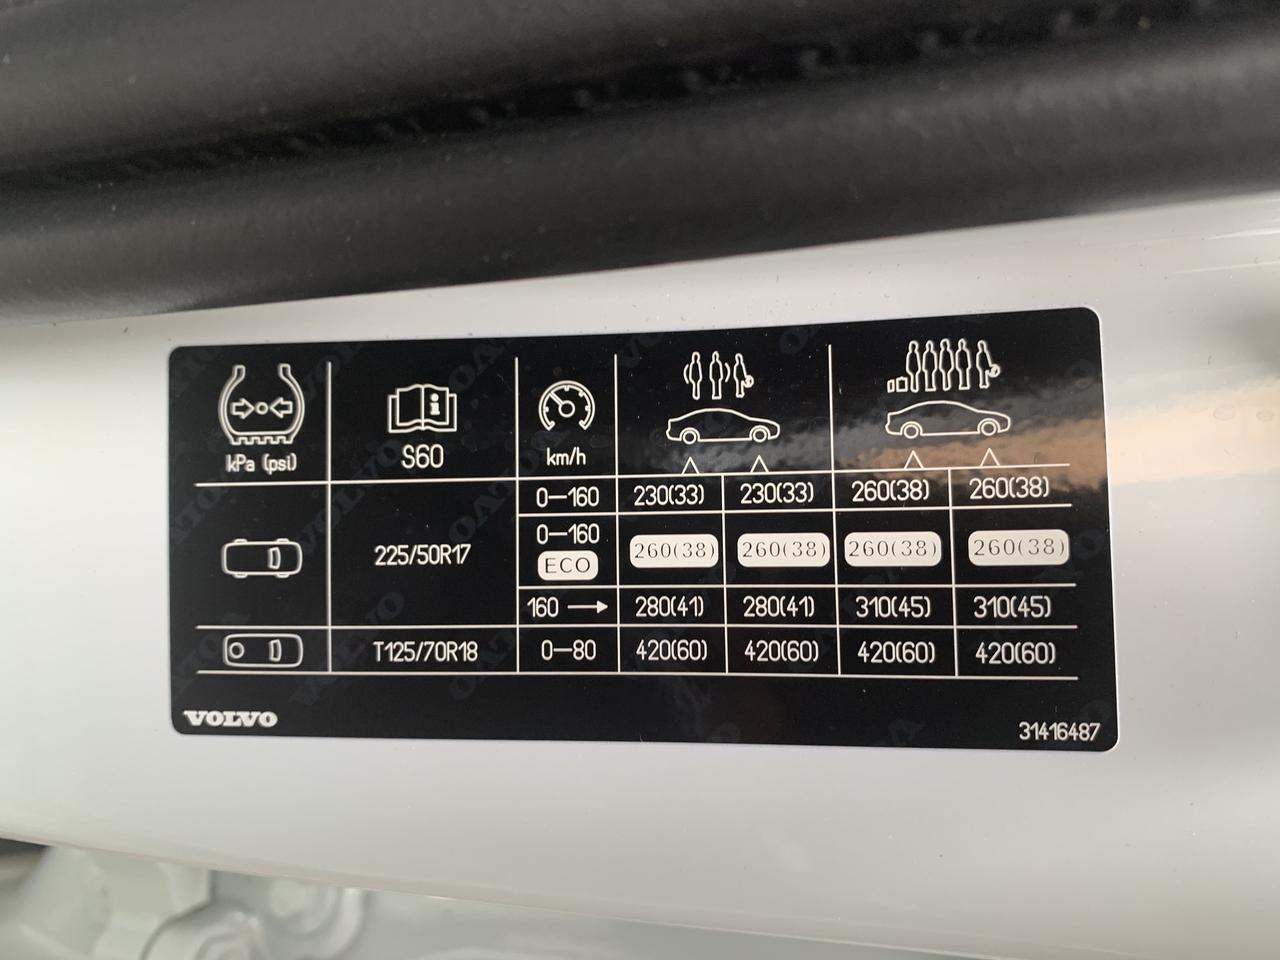 kPa (psi)
S60
km/h
0—160 230(33) 230(33) 260(38) 260(38)
225/50R17
0—160
ECO 260(38) 260(38) 260(38) 260(38)
160 → 280(41) 280(41) 310(45) 310(45)
T125/70R18 0—80 420(60) 420(60) 420(60) 420(60)
VOLVO
31416487